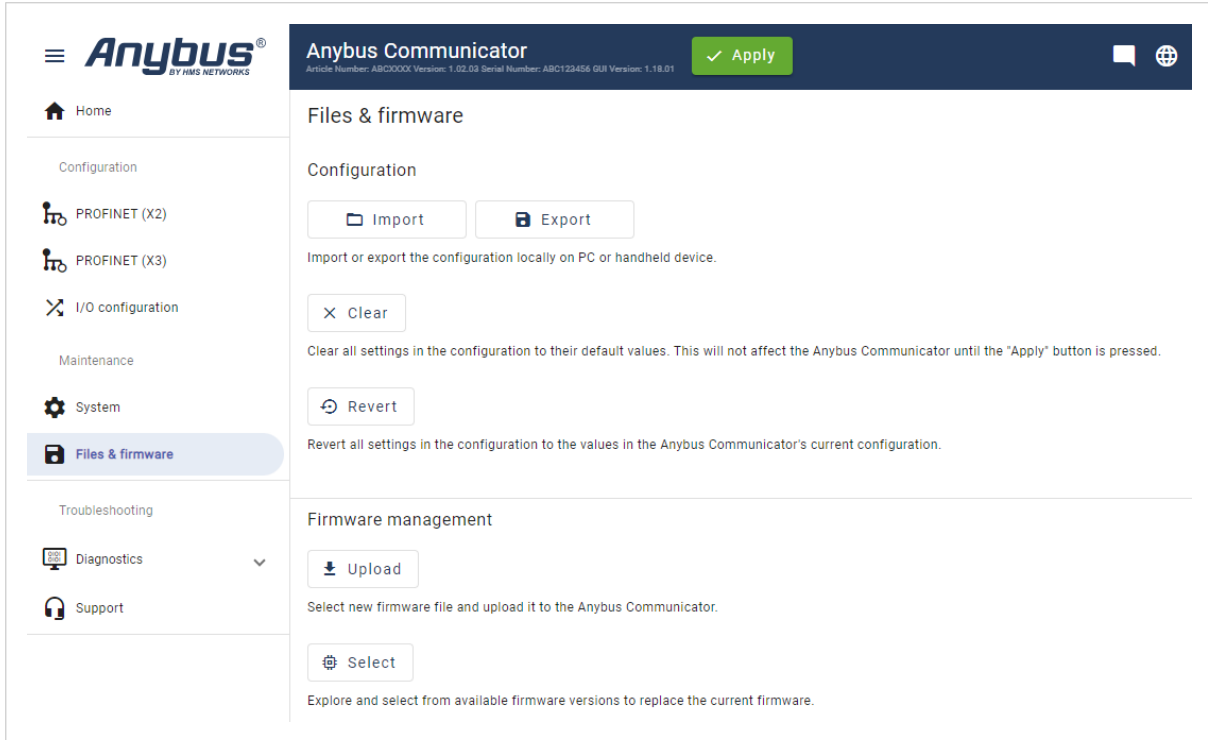 Anybus®
BY HMS NETWORKS
Anybus Communicator
Article Number: ABCXXXX Version: 1.02.03 Serial Number: ABC123456 GUI Version: 1.18.01
Apply
Home
Configuration
PROFINET (X2)
PROFINET (X3)
I/O configuration
Maintenance
System
Files & firmware
Troubleshooting
Diagnostics
Support
Files & firmware
Configuration
Import Export
Import or export the configuration locally on PC or handheld device.
Clear
Clear all settings in the configuration to their default values. This will not affect the Anybus Communicator until the "Apply" button is pressed.
Revert
Revert all settings in the configuration to the values in the Anybus Communicator's current configuration.
Firmware management
Upload
Select new firmware file and upload it to the Anybus Communicator.
Select
Explore and select from available firmware versions to replace the current firmware.